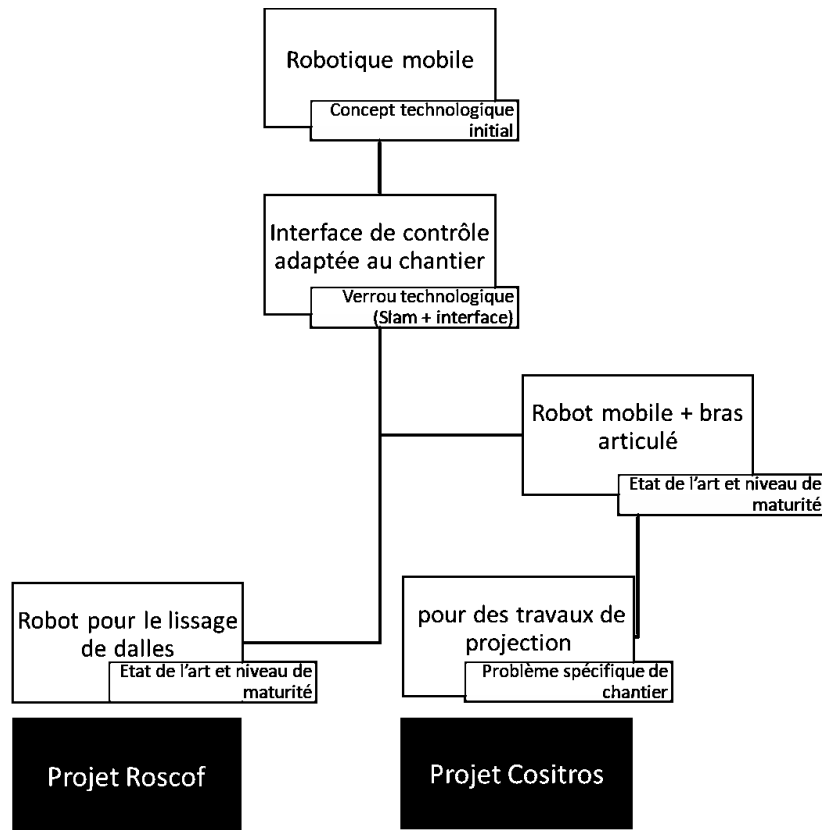 Robotique mobile
Concept technologique
initial
Interface de contrôle
adaptée au chantier
Verrou technologique
(Slam + interface)
Robot mobile + bras
articulé
Etat de l'art et niveau de
maturité
Robot pour le lissage
de dalles
Etat de l'art et niveau de
maturité
pour des travaux de
projection
Problème spécifique de
chantier
Projet Roscof
Projet Cositros